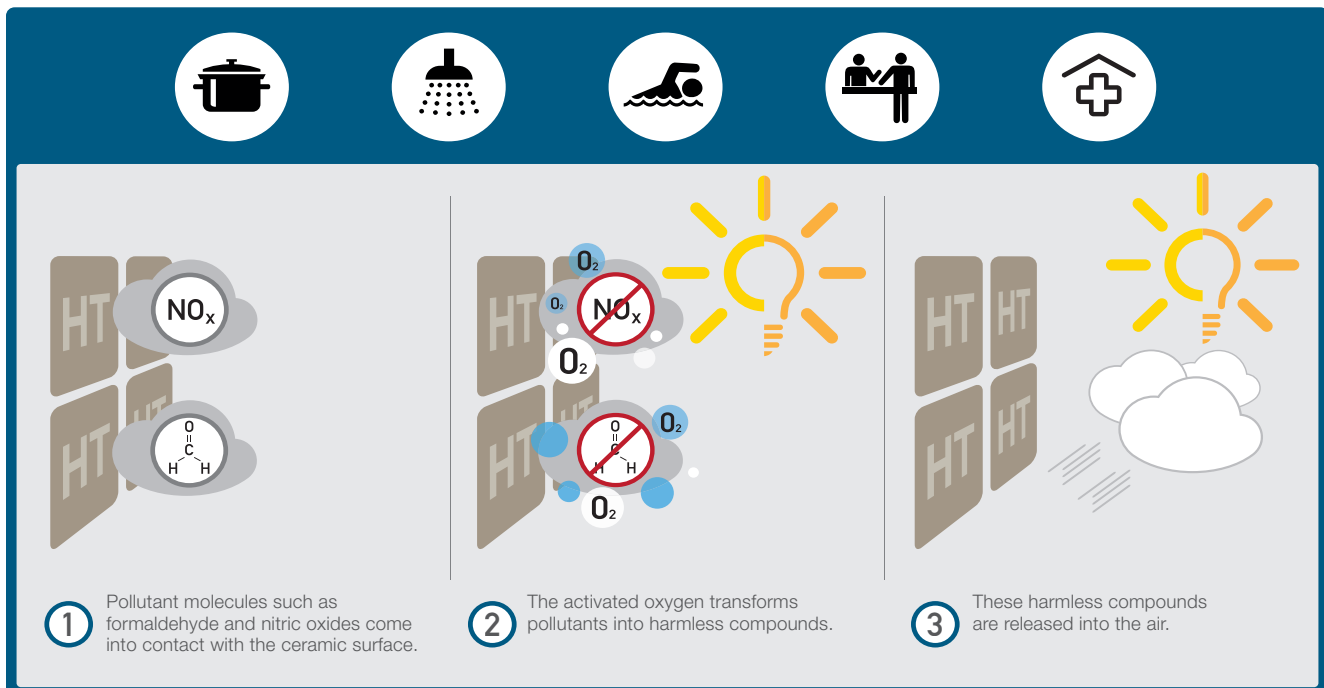 HT
HT
HT
NOx
O
C
H
H
HT
HT
O2
O2
NOx
O2
O
C
H
H
O2
O2
HT
HT
HT
HT
1
Pollutant molecules such as
formaldehyde and nitric oxides come
into contact with the ceramic surface.
2
The activated oxygen transforms
pollutants into harmless compounds.
3
These harmless compounds
are released into the air.